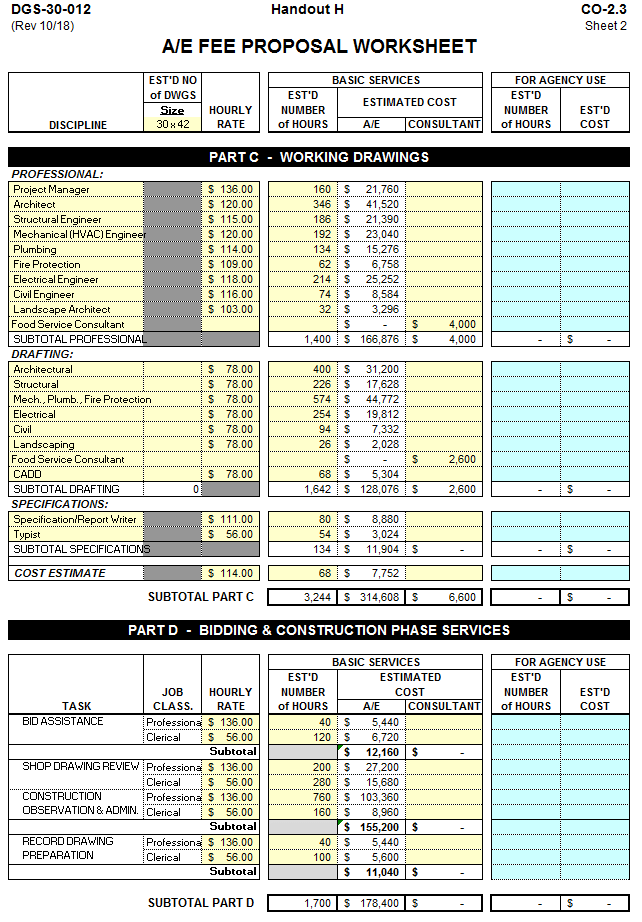 DGS-30-012 Handout H CO-2.3
(Rev 10/18) Sheet 2
A/E FEE PROPOSAL WORKSHEET
EST'D NO BASIC SERVICES FOR AGENCY USE
of DWGS EST'D EST'D
Size HOURLY NUMBER ESTIMATED COST NUMBER EST'D
DISCIPLINE 30 x 42 RATE of HOURS A/E CONSULTANT of HOURS COST
PART C - WORKING DRAWINGS
PROFESSIONAL:
Project Manager $ 136.00 160 $ 21,760
Architect $ 120.00 346 $ 41,520
Structural Engineer $ 115.00 186 $ 21,390
Mechanical (HVAC) Engineer $ 120.00 192 $ 23,040
Plumbing $ 114.00 134 $ 15,276
Fire Protection $ 109.00 62 $ 6,758
Electrical Engineer $ 118.00 214 $ 25,252
Civil Engineer $ 116.00 74 $ 8,584
Landscape Architect $ 103.00 32 $ 3,296
Food Service Consultant $ - $ 4,000
SUBTOTAL PROFESSIONAL 1,400 $ 166,876 $ 4,000 - $ -
DRAFTING:
Architectural $ 78.00 400 $ 31,200
Structural $ 78.00 226 $ 17,628
Mech., Plumb., Fire Protection $ 78.00 574 $ 44,772
Electrical $ 78.00 254 $ 19,812
Civil $ 78.00 94 $ 7,332
Landscaping $ 78.00 26 $ 2,028
Food Service Consultant $ - $ 2,600
CADD $ 78.00 68 $ 5,304
SUBTOTAL DRAFTING 0 1,642 $ 128,076 $ 2,600 - $ -
SPECIFICATIONS:
Specification/Report Writer $ 111.00 80 $ 8,880
Typist $ 56.00 54 $ 3,024
SUBTOTAL SPECIFICATIONS 134 $ 11,904 $ - - $ -
COST ESTIMATE $ 114.00 68 $ 7,752
SUBTOTAL PART C 3,244 $ 314,608 $ 6,600 - $ -
PART D - BIDDING & CONSTRUCTION PHASE SERVICES
BASIC SERVICES FOR AGENCY USE
EST'D ESTIMATED EST'D
JOB HOURLY NUMBER COST NUMBER EST'D
TASK CLASS. RATE of HOURS A/E CONSULTANT of HOURS COST
BID ASSISTANCE Professiona $ 136.00 40 $ 5,440
Clerical $ 56.00 120 $ 6,720
Subtotal $ 12,160 $ -
SHOP DRAWING REVIEW Professiona $ 136.00 200 $ 27,200
Clerical $ 56.00 280 $ 15,680
CONSTRUCTION Professiona $ 136.00 760 $ 103,360
OBSERVATION & ADMIN. Clerical $ 56.00 160 $ 8,960
Subtotal $ 155,200 $ -
RECORD DRAWING Professiona $ 136.00 40 $ 5,440
PREPARATION Clerical $ 56.00 100 $ 5,600
Subtotal $ 11,040 $ -
SUBTOTAL PART D 1,700 $ 178,400 $ - - $ -